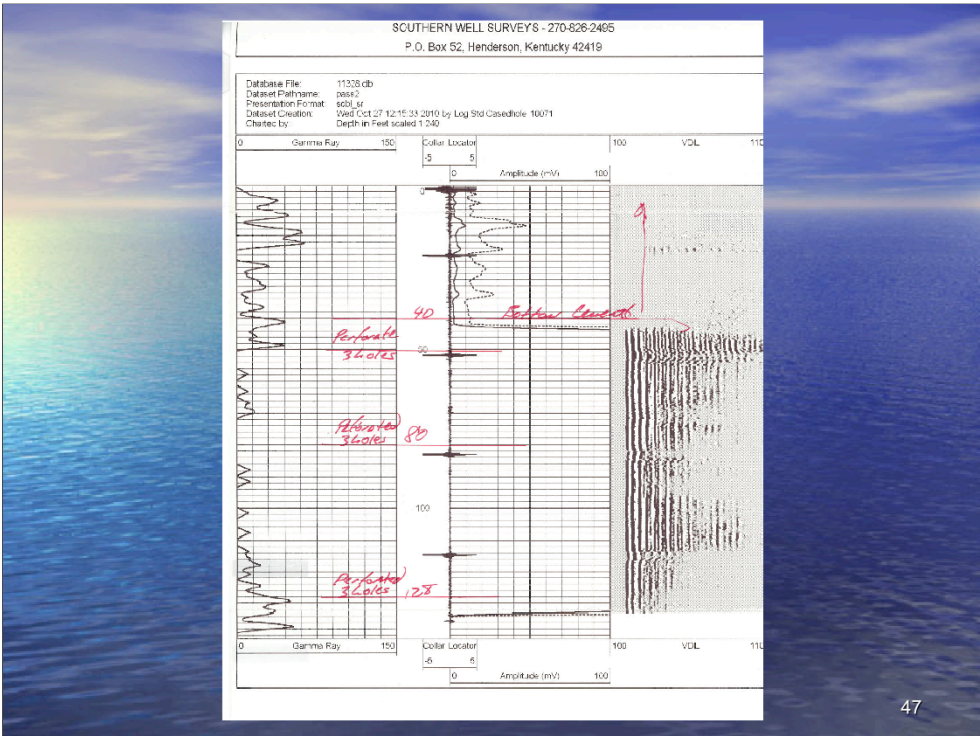 SOUTHERN WELL SURVEYS - 270-826-2495
P.O. Box 52, Henderson, Kentucky 42419
Database File: 11328.db
Dataset Pathname: pass2
Presentation Format: scbl_sr
Dataset Creation: Wed Oct 27 12:15:33 2010 by Log Std Casedhole 10071
Charted by: Depth in Feet scaled 1:240
0 Gamma Ray 150 Collar Locator 100 VDL 110
-5 5
0 Amplitude (mV) 100
0
40 Bottom Cement
Perforate
3 holes 50
Perforated
3 holes 80
100
Perforated
3 holes 128
0 Gamma Ray 150 Collar Locator 100 VDL 110
-5 5
0 Amplitude (mV) 100
47